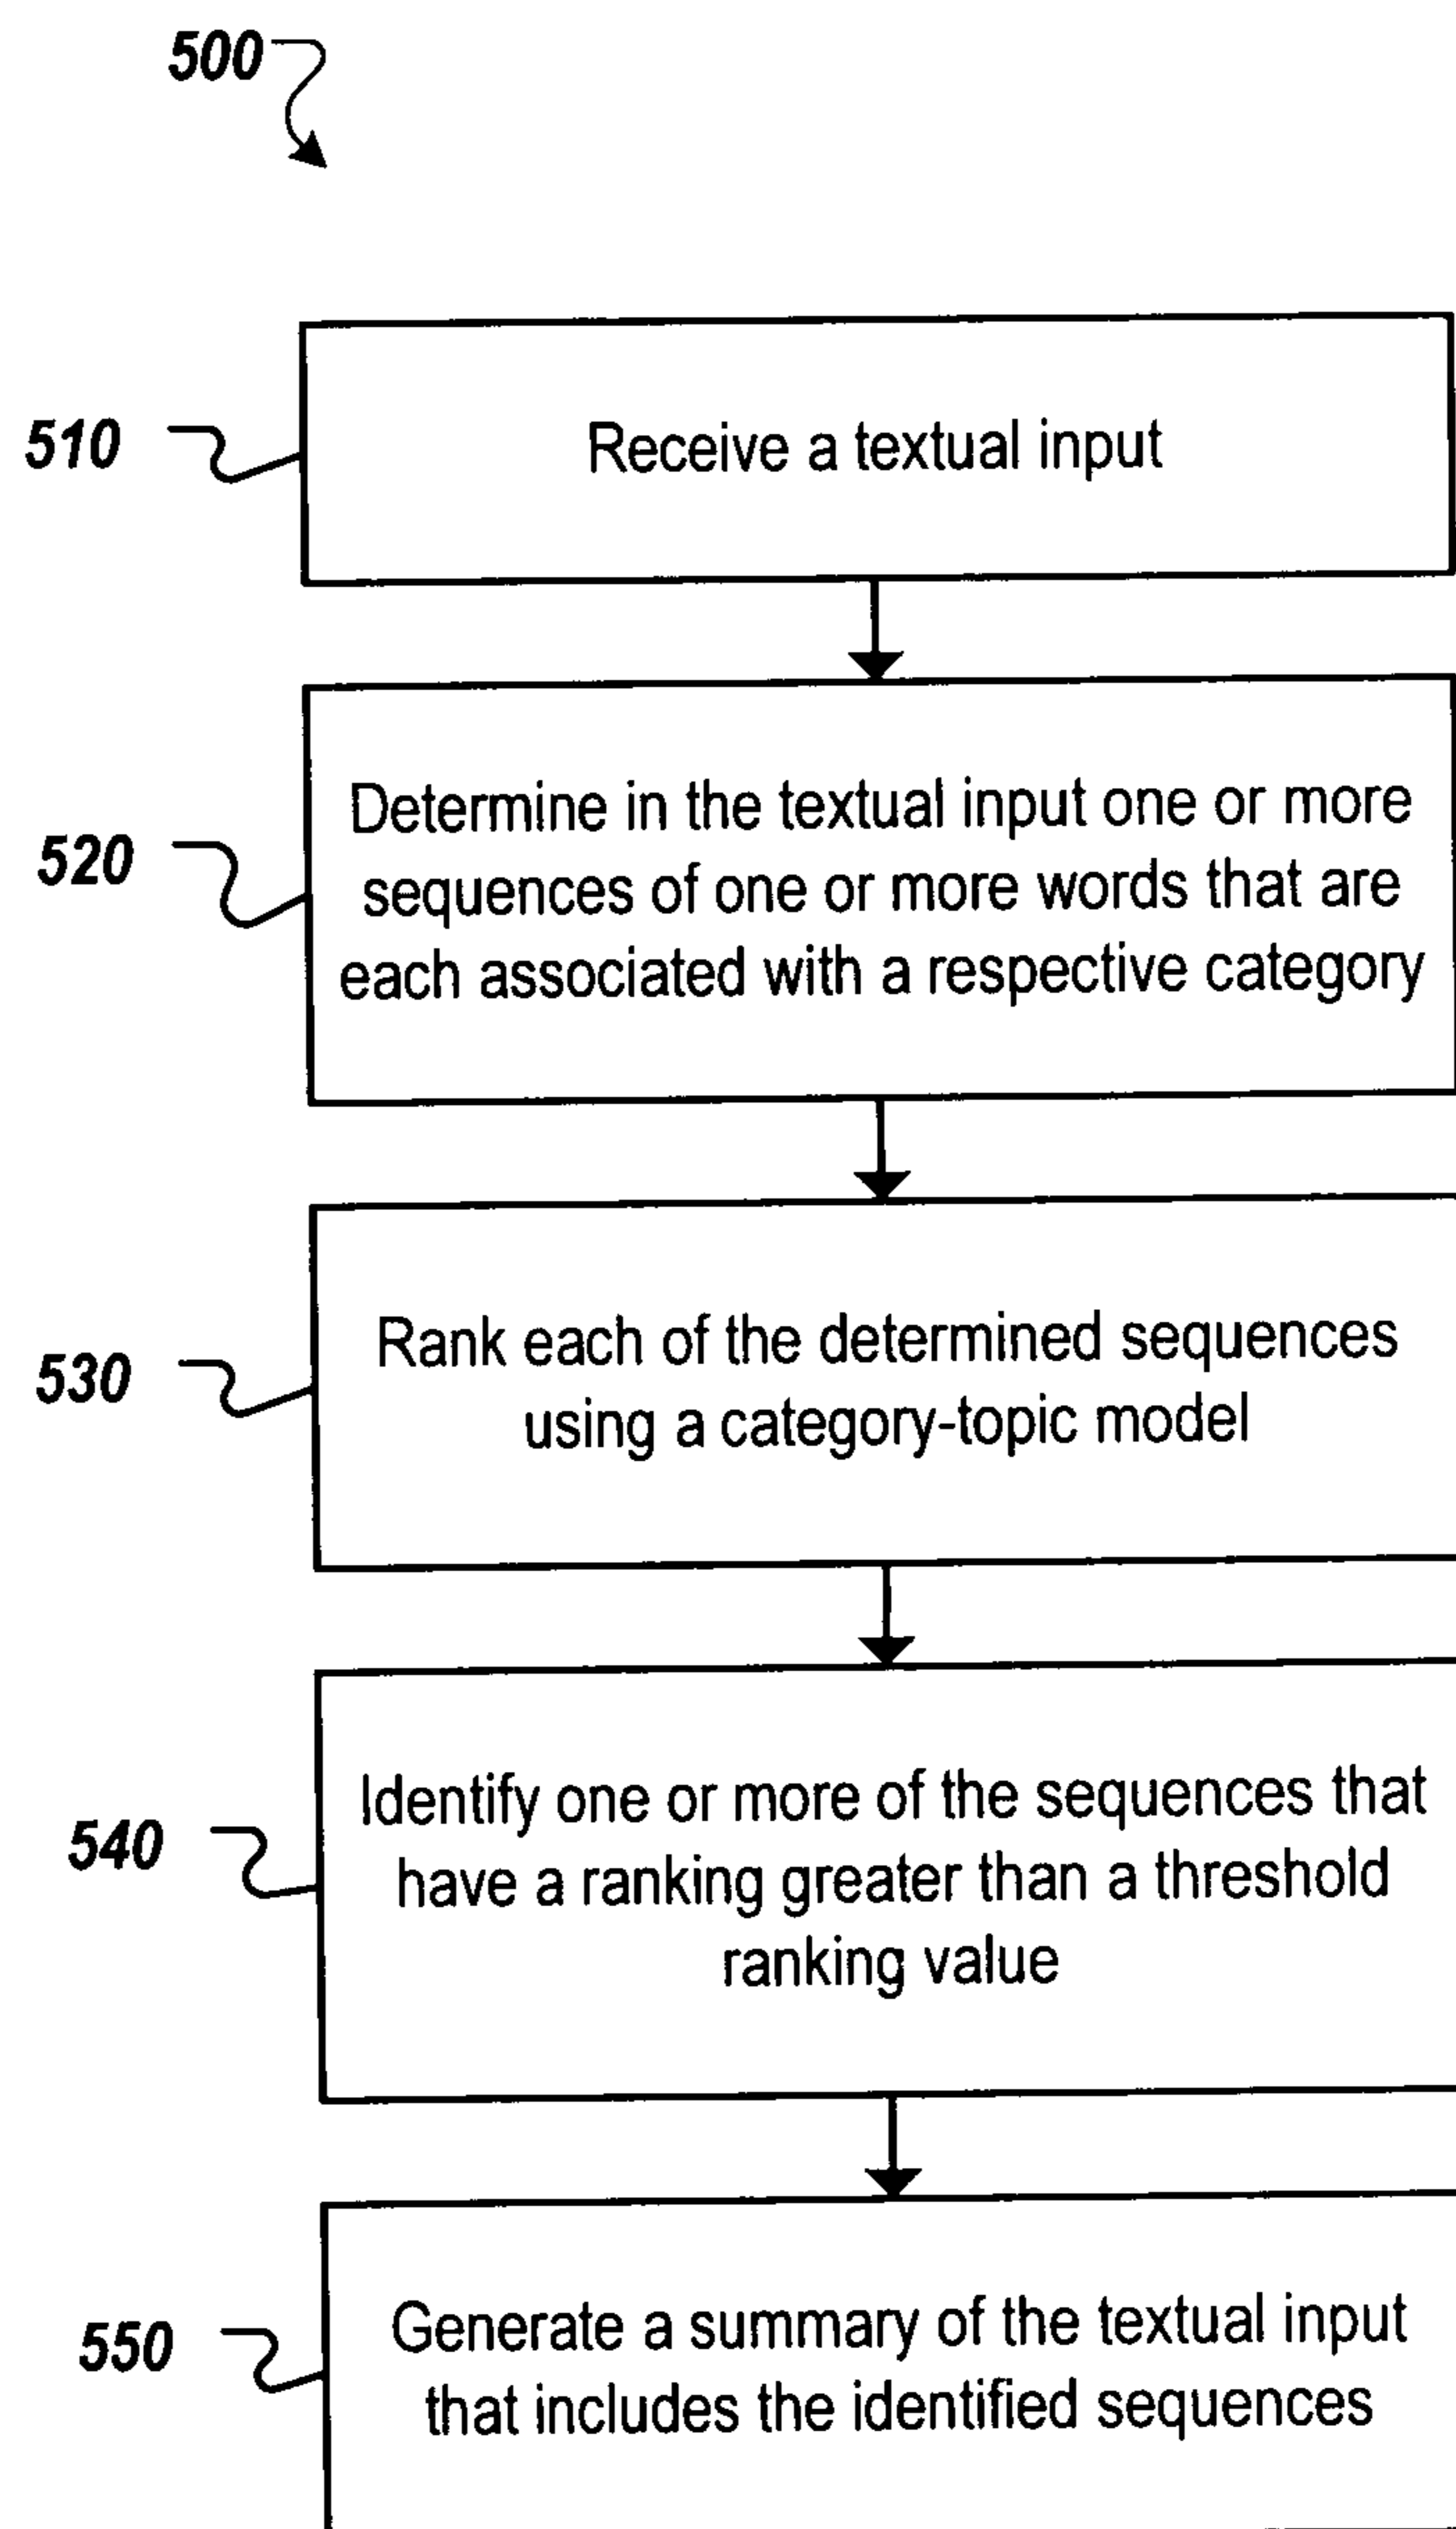 500
510
Receive a textual input
520
Determine in the textual input one or more
sequences of one or more words that are
each associated with a respective category
530
Rank each of the determined sequences
using a category-topic model
540
Identify one or more of the sequences that
have a ranking greater than a threshold
ranking value
550
Generate a summary of the textual input
that includes the identified sequences